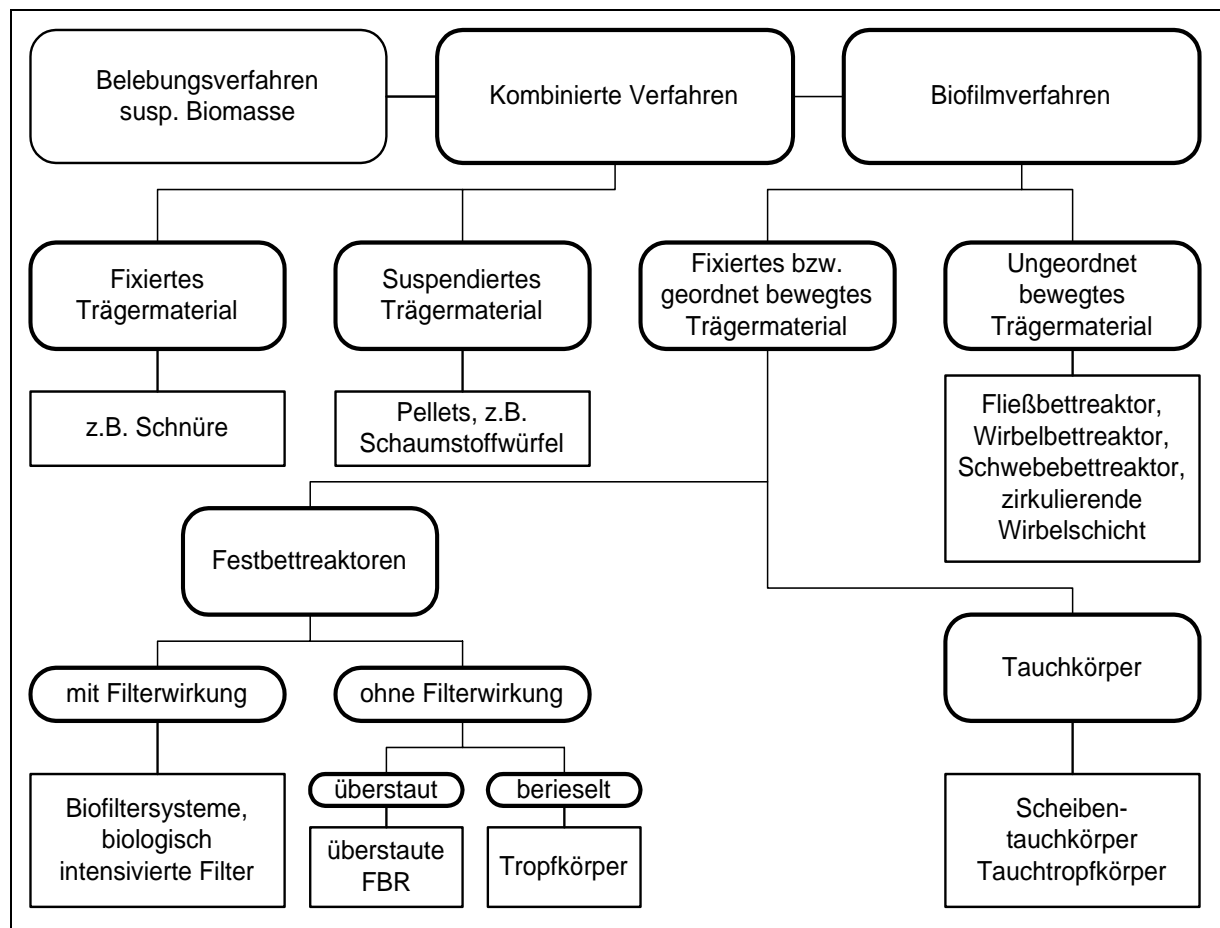 Belebungsverfahren
susp. Biomasse
Kombinierte Verfahren
Biofilmverfahren
Fixiertes
Trägermaterial
Suspendiertes
Trägermaterial
Fixiertes bzw.
geordnet bewegtes
Trägermaterial
Ungeordnet
bewegtes
Trägermaterial
z.B. Schnüre
Pellets, z.B.
Schaumstoffwürfel
Fließbettreaktor,
Wirbelbettreaktor,
Schwebebettreaktor,
zirkulierende
Wirbelschicht
Festbettreaktoren
Tauchkörper
mit Filterwirkung
ohne Filterwirkung
überstaut
berieselt
Biofiltersysteme,
biologisch
intensivierte Filter
überstaute
FBR
Tropfkörper
Scheiben-
tauchkörper
Tauchtropfkörper